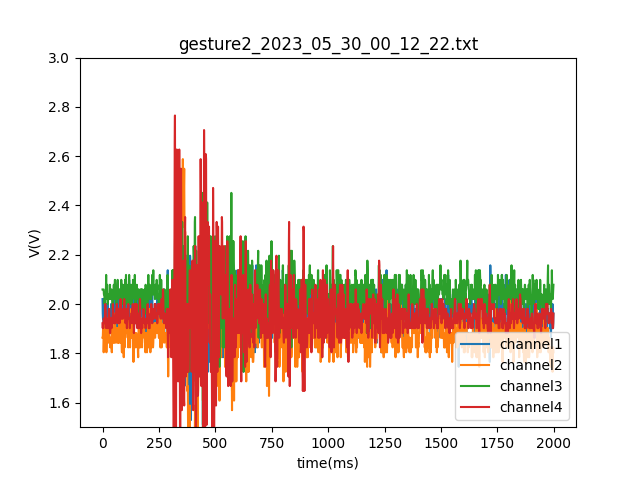 gesture2_2023_05_30_00_12_22.txt
3.0
2.8
2.6
2.4
2.2
2.0
1.8
1.6
V(V)
channel1
channel2
channel3
channel4
0 250 500 750 1000 1250 1500 1750 2000
time(ms)